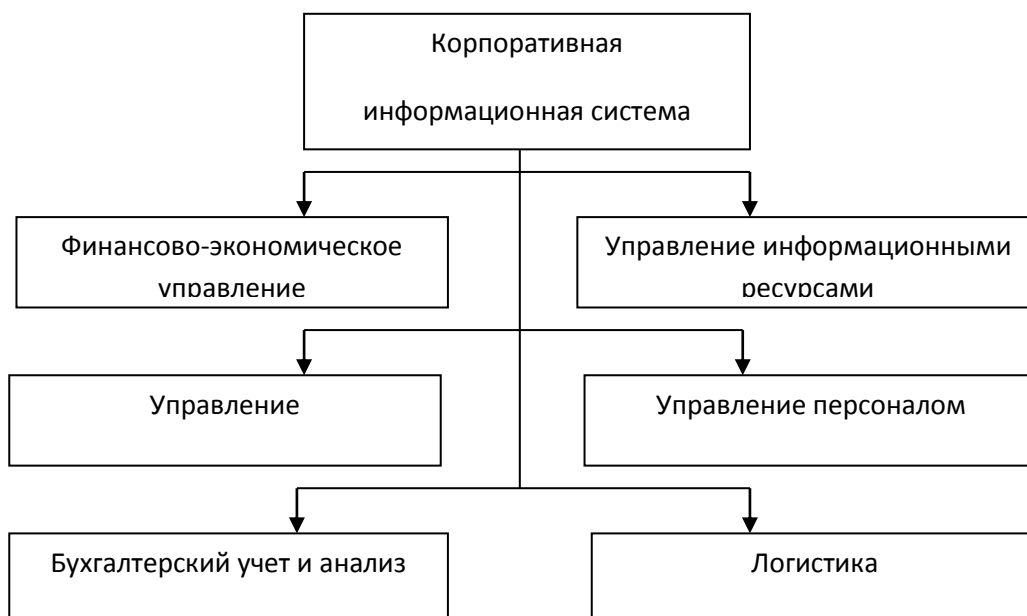 Корпоративная
информационная система
Финансово-экономическое
управление
Управление информационными
ресурсами
Управление
Управление персоналом
Бухгалтерский учет и анализ
Логистика